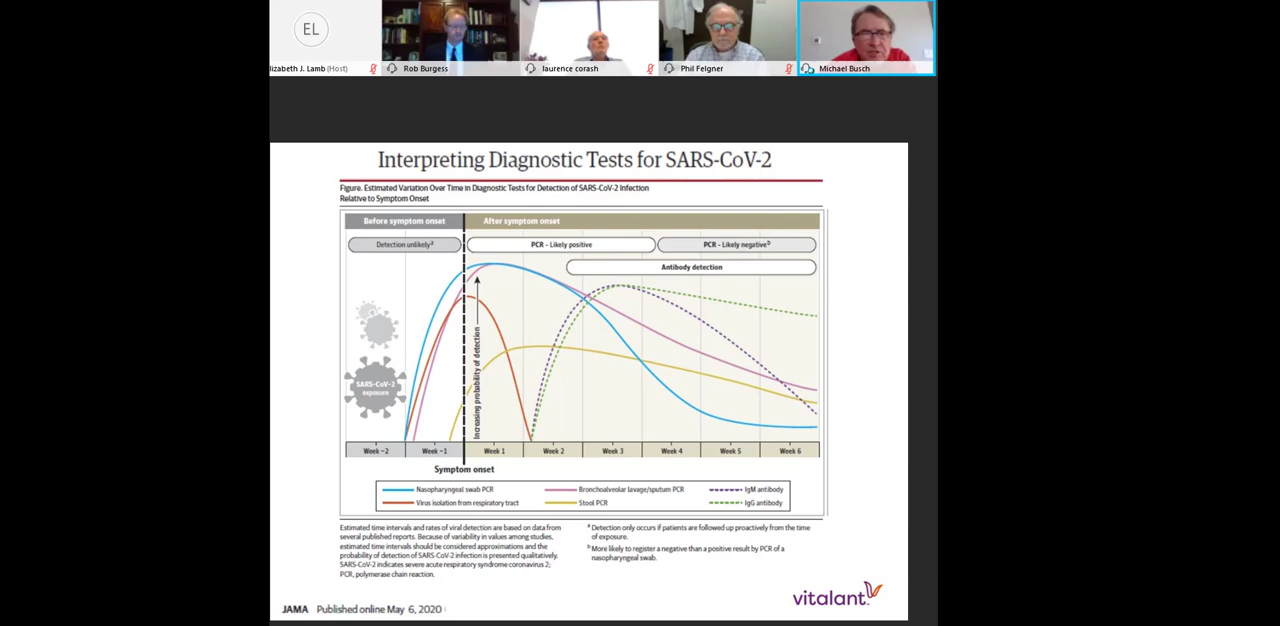 EL
lizabeth J. Lamb (Host)
Rob Burgess
laurence corash
Phil Felgner
Michael Busch
Interpreting Diagnostic Tests for SARS-CoV-2
Figure. Estimated Variation Over Time in Diagnostic Tests for Detection of SARS-CoV-2 Infection
Relative to Symptom Onset
Before symptom onset
After symptom onset
Detection unlikelyᵃ
PCR – Likely positive
PCR – Likely negativeᵇ
Antibody detection
SARS-CoV-2
exposure
Increasing probability of detection
Week –2
Week –1
Week 1
Week 2
Week 3
Week 4
Week 5
Week 6
Symptom onset
Nasopharyngeal swab PCR
Bronchoalveolar lavage/sputum PCR
IgM antibody
Virus isolation from respiratory tract
Stool PCR
IgG antibody
Estimated time intervals and rates of viral detection are based on data from
several published reports. Because of variability in values among studies,
estimated time intervals should be considered approximations and the
probability of detection of SARS-CoV-2 infection is presented qualitatively.
SARS-CoV-2 indicates severe acute respiratory syndrome coronavirus 2;
PCR, polymerase chain reaction.
ᵃ Detection only occurs if patients are followed up proactively from the time
of exposure.
ᵇ More likely to register a negative than a positive result by PCR of a
nasopharyngeal swab.
JAMA Published online May 6, 2020
vitalant